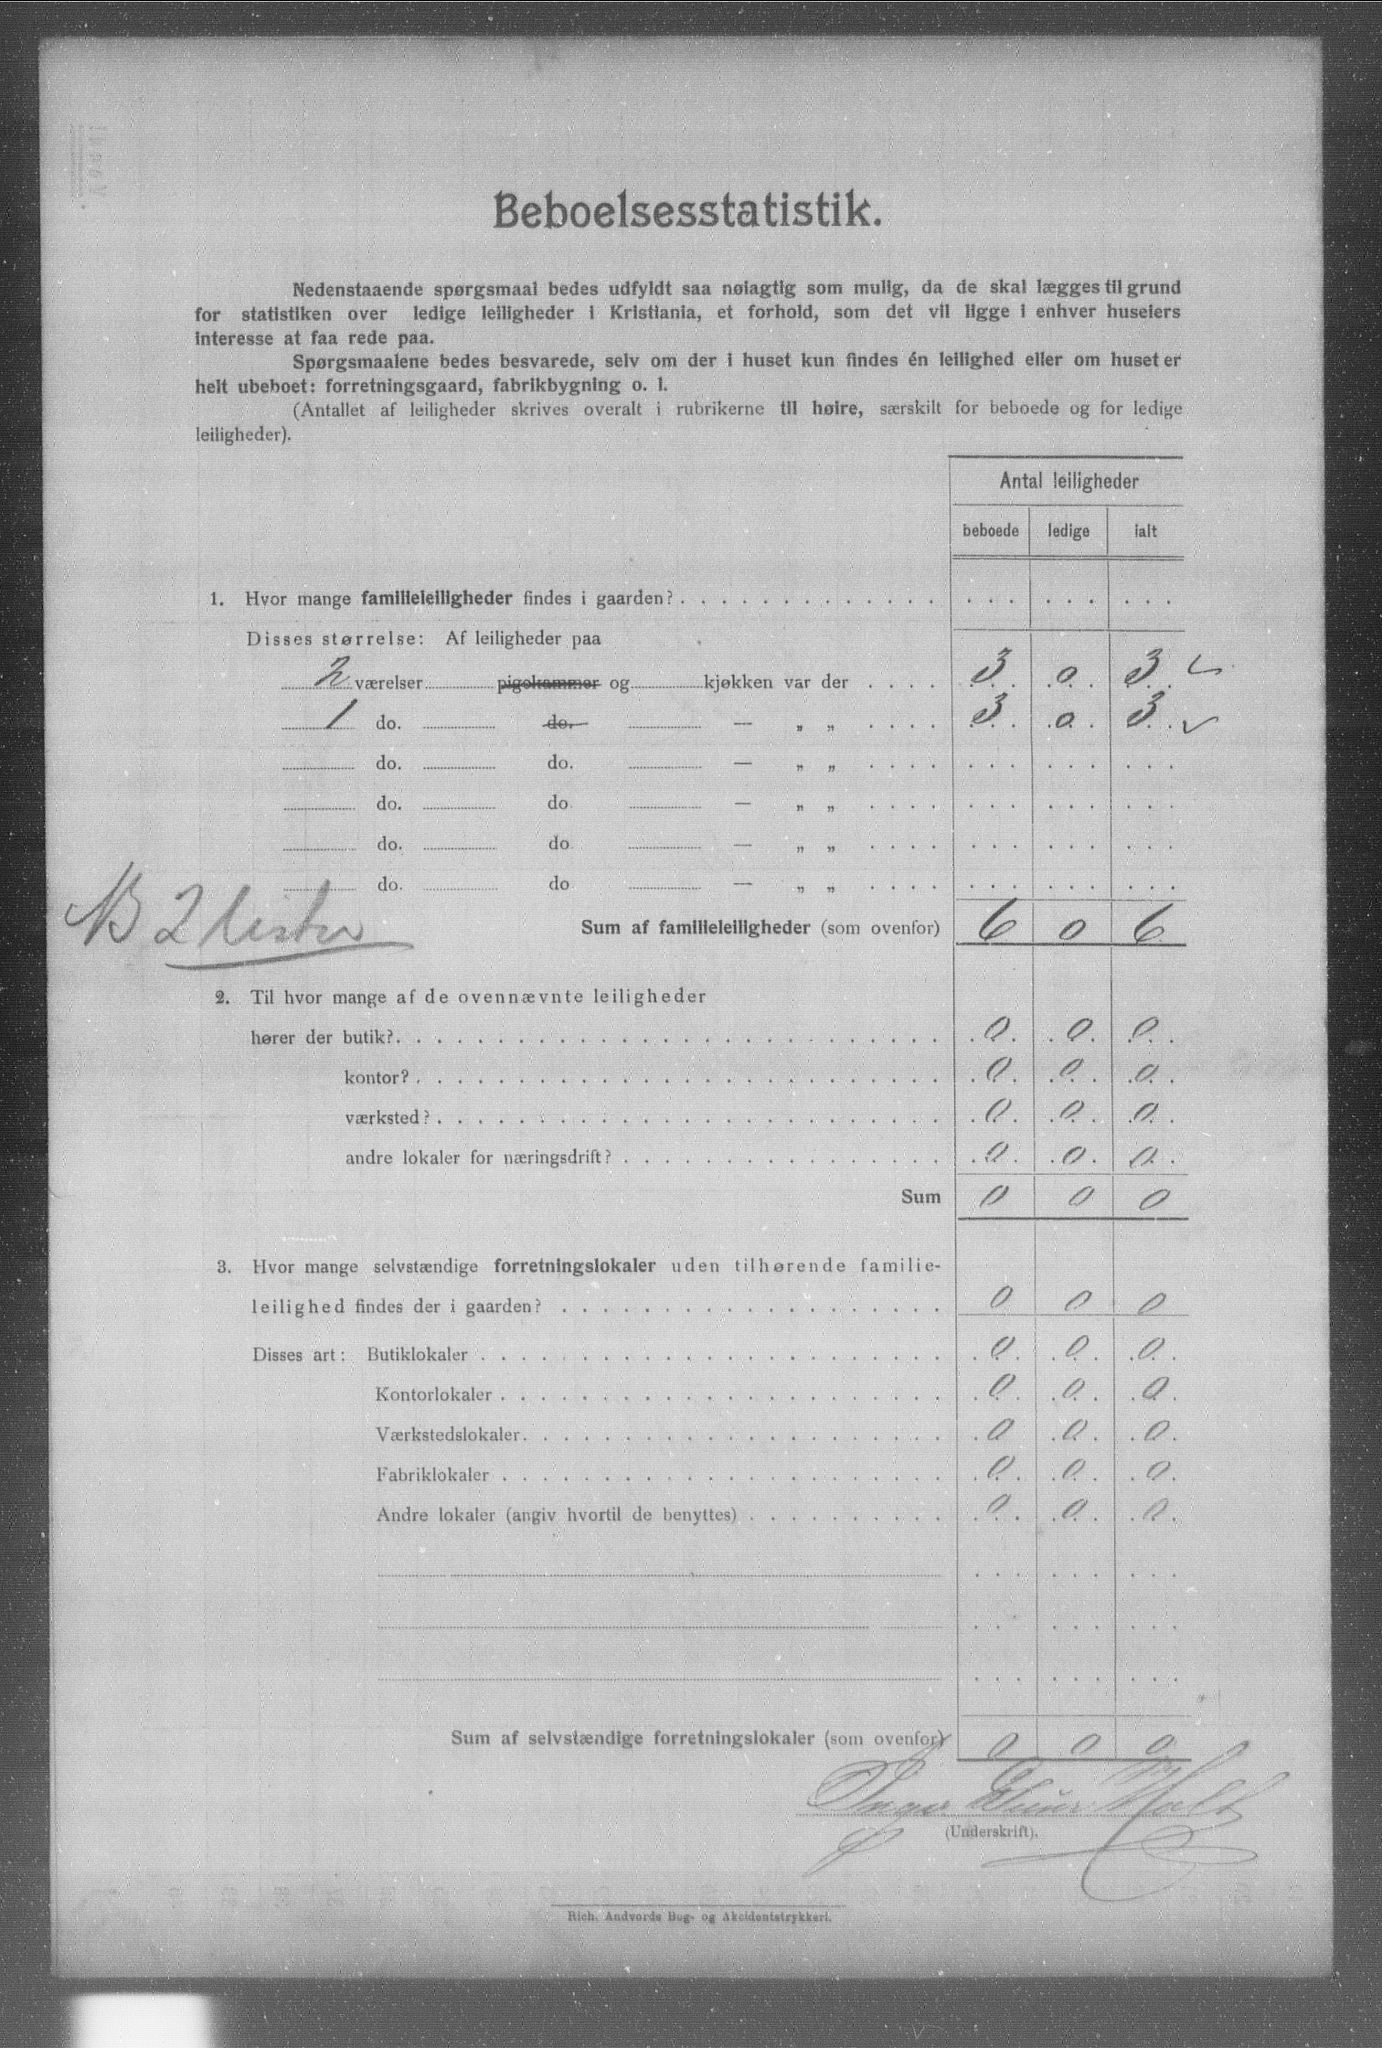 Beboelsesstatistik.
Nedenstaaende spørgsmaal bedes udfyldt saa nøiagtig som mulig, da de skal lægges til grund
for statistiken over ledige leiligheder i Kristiania, et forhold, som det vil ligge i enhver huseiers
interesse at faa rede paa.
Spørgsmaalene bedes besvarede, selv om der i huset kun findes én leilighed eller om huset er
helt ubeboet: forretningsgaard, fabrikbygning o. l.
(Antallet af leiligheder skrives overalt i rubrikerne til høire, særskilt for beboede og for ledige
leiligheder).
Antal leiligheder
beboede ledige ialt
1. Hvor mange familieleiligheder findes i gaarden?
Disses størrelse: Af leiligheder paa
2 værelser pigekammer og kjøkken var der 3 0 3 ✓
1 do. do. — „ „ 3 0 3 ✓
do. do. — „ „
do. do — „ „
do. do — „ „
do. do — „ „
NB 2 lister
Sum af familieleiligheder (som ovenfor) 6 0 6
2. Til hvor mange af de ovennævnte leiligheder
hører der butik? 0 0 0
kontor? 0 0 0
værksted? 0 0 0
andre lokaler for næringsdrift? 0 0 0
Sum 0 0 0
3. Hvor mange selvstændige forretningslokaler uden tilhørende familie-
leilighed findes der i gaarden? 0 0 0
Disses art: Butiklokaler 0 0 0
Kontorlokaler 0 0 0
Værkstedslokaler 0 0 0
Fabriklokaler 0 0 0
Andre lokaler (angiv hvortil de benyttes) 0 0 0
Sum af selvstændige forretningslokaler (som ovenfor) 0 0 0
(Underskrift).
Rich. Andvords Bog- og Akcidentstrykkeri.